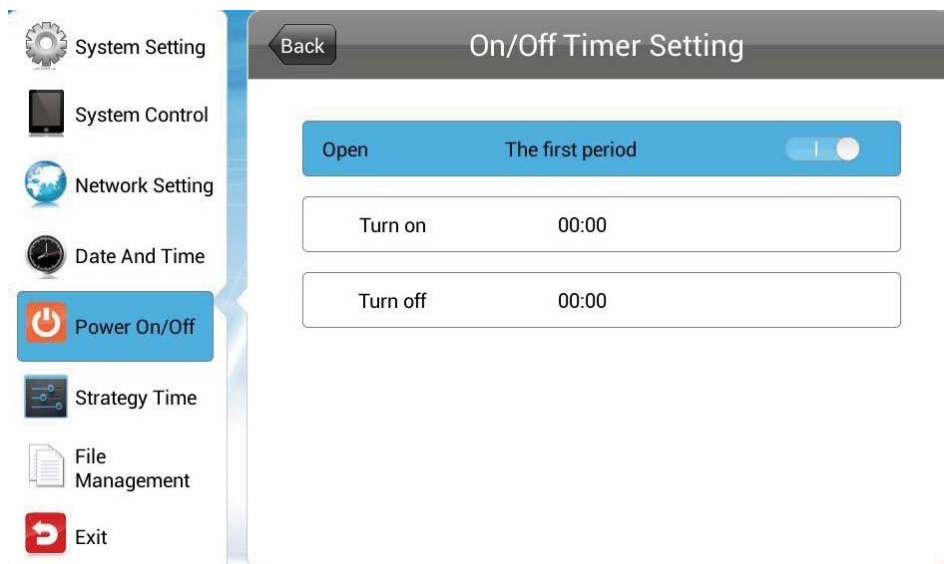 System Setting
System Control
Network Setting
Date And Time
Power On/Off
Strategy Time
File
Management
Exit
Back
On/Off Timer Setting
Open The first period
Turn on 00:00
Turn off 00:00